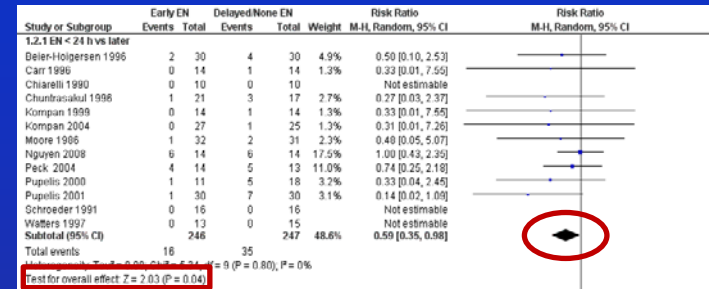 Early EN Delayed/None EN Risk Ratio Risk Ratio
Study or Subgroup Events Total Events Total Weight M-H, Random, 95% CI M-H, Random, 95% CI
1.2.1 EN < 24 h vs later
Beier-Holgersen 1996 2 30 4 30 4.9% 0.50 [0.10, 2.53]
Carr 1996 0 14 1 14 1.3% 0.33 [0.01, 7.55]
Chiarelli 1990 0 10 0 10 Not estimable
Chuntrasakul 1996 1 21 3 17 2.7% 0.27 [0.03, 2.37]
Kompan 1999 0 14 1 14 1.3% 0.33 [0.01, 7.55]
Kompan 2004 0 27 1 25 1.3% 0.31 [0.01, 7.26]
Moore 1986 1 32 2 31 2.3% 0.48 [0.05, 5.07]
Nguyen 2008 6 14 6 14 17.5% 1.00 [0.43, 2.35]
Peck 2004 4 14 5 13 11.0% 0.74 [0.25, 2.18]
Pupelis 2000 1 11 5 18 3.2% 0.33 [0.04, 2.45]
Pupelis 2001 1 30 7 30 3.1% 0.14 [0.02, 1.09]
Schroeder 1991 0 16 0 16 Not estimable
Watters 1997 0 13 0 15 Not estimable
Subtotal (95% CI) 246 247 48.6% 0.59 [0.35, 0.98]
Total events 16 35
= 9 (P = 0.80); I² = 0%
Test for overall effect: Z = 2.03 (P = 0.04)